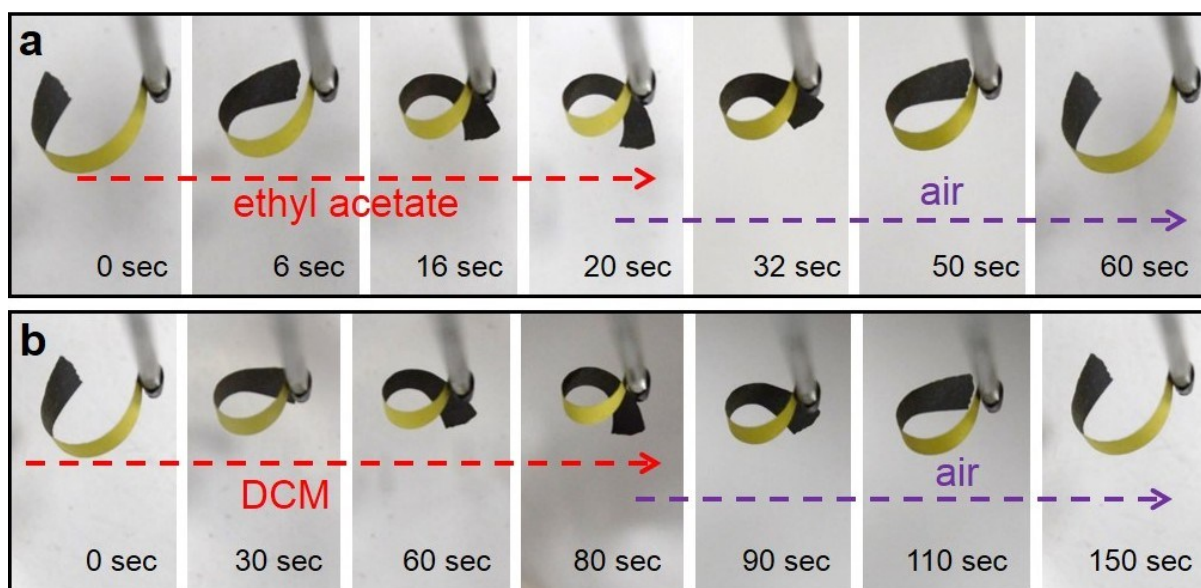 a
ethyl acetate
air
0 sec 6 sec 16 sec 20 sec 32 sec 50 sec 60 sec
b
DCM
air
0 sec 30 sec 60 sec 80 sec 90 sec 110 sec 150 sec